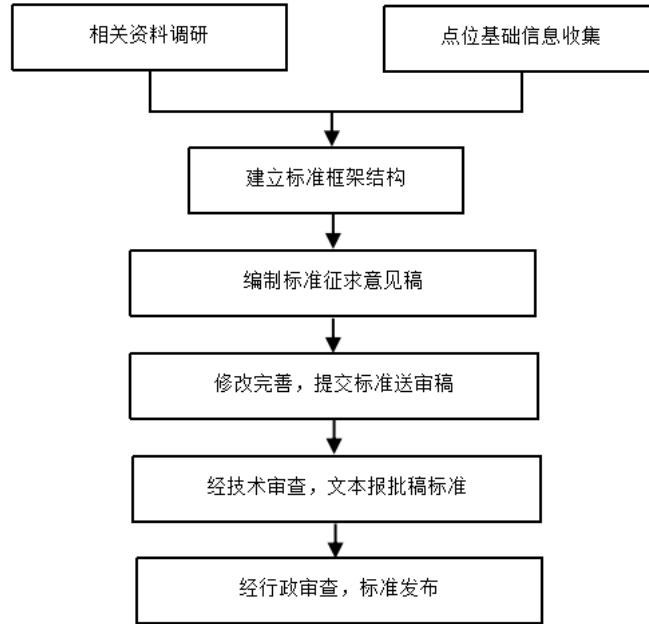 相关资料调研
点位基础信息收集
建立标准框架结构
编制标准征求意见稿
修改完善，提交标准送审稿
经技术审查，文本报批稿标准
经行政审查，标准发布